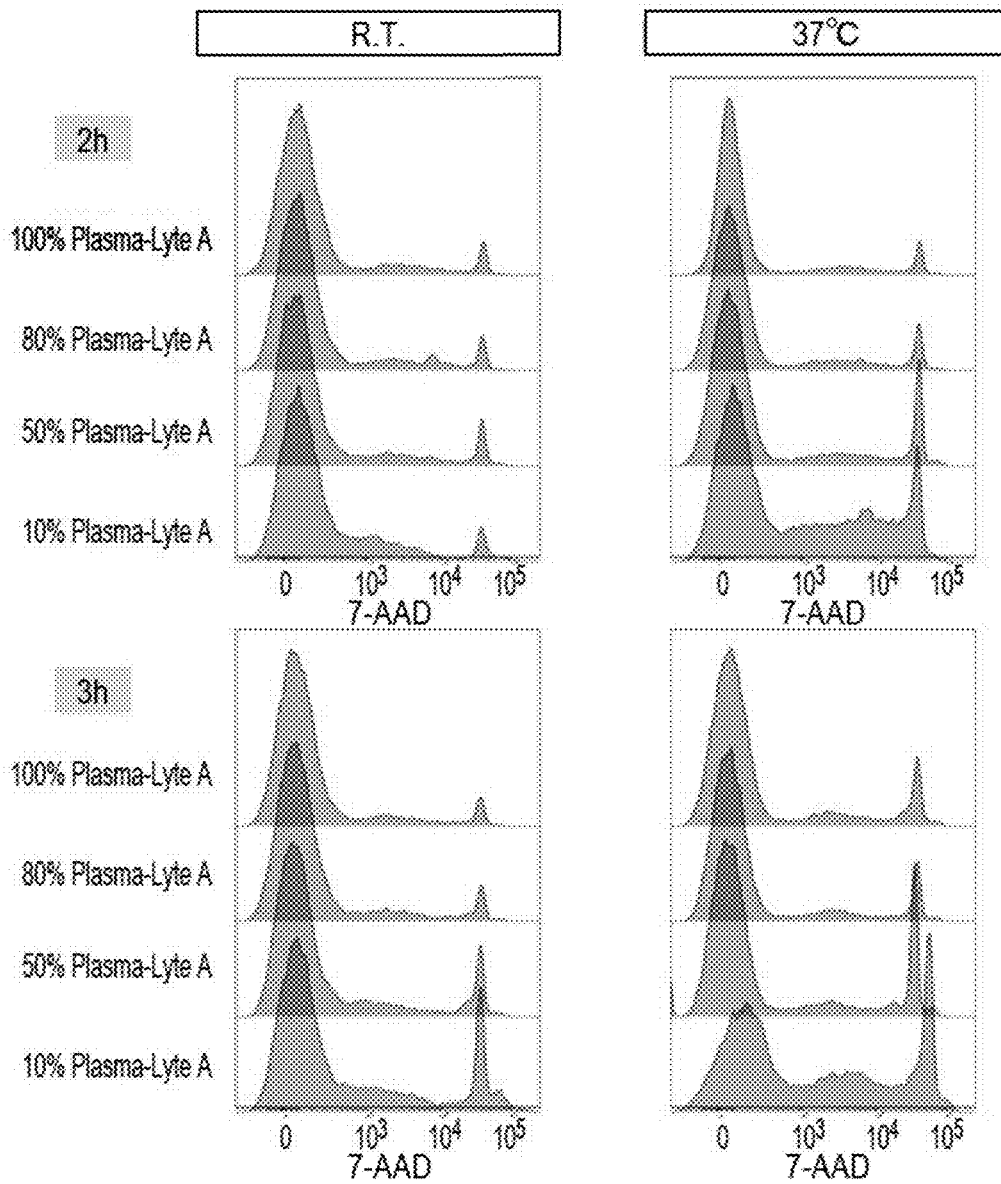 R.T.
37°C
2h
100% Plasma-Lyte A
80% Plasma-Lyte A
50% Plasma-Lyte A
10% Plasma-Lyte A
0 10³ 10⁴ 10⁵
7-AAD
0 10³ 10⁴ 10⁵
7-AAD
3h
100% Plasma-Lyte A
80% Plasma-Lyte A
50% Plasma-Lyte A
10% Plasma-Lyte A
0 10³ 10⁴ 10⁵
7-AAD
0 10³ 10⁴ 10⁵
7-AAD